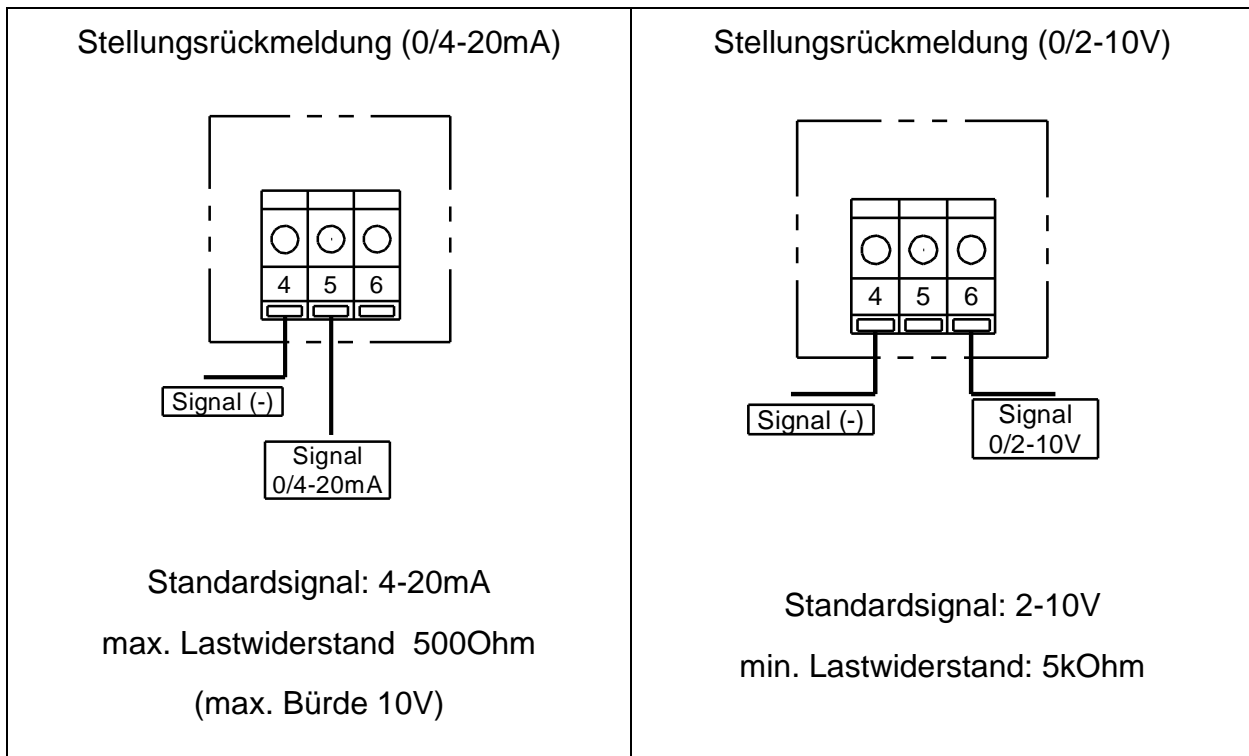 Stellungsrückmeldung (0/4-20mA)
4 5 6
Signal (-)
Signal
0/4-20mA
Standardsignal: 4-20mA
max. Lastwiderstand 500Ohm
(max. Bürde 10V)
Stellungsrückmeldung (0/2-10V)
4 5 6
Signal (-)
Signal
0/2-10V
Standardsignal: 2-10V
min. Lastwiderstand: 5kOhm